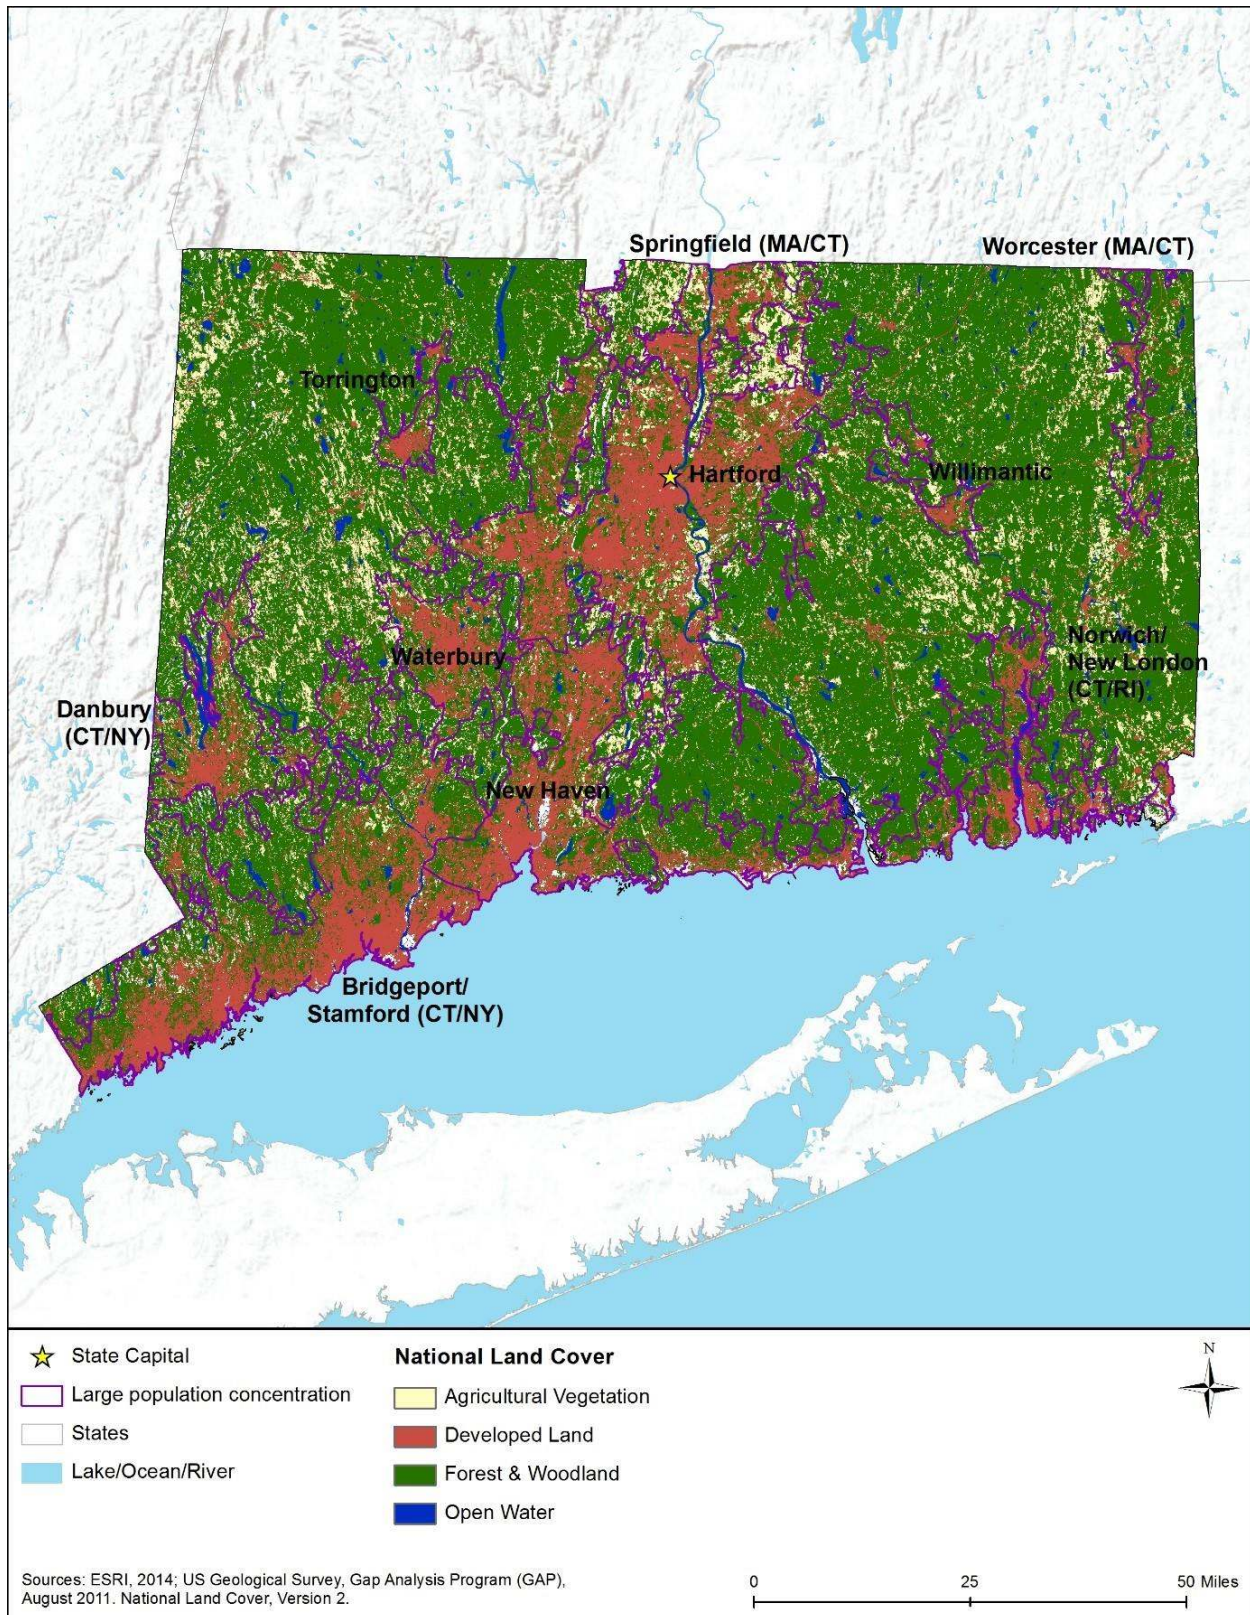 Springfield (MA/CT)
Worcester (MA/CT)
Torrington
Hartford
Willimantic
Waterbury
Norwich/
New London
(CT/RI)
Danbury
(CT/NY)
New Haven
Bridgeport/
Stamford (CT/NY)
State Capital
Large population concentration
States
Lake/Ocean/River
National Land Cover
Agricultural Vegetation
Developed Land
Forest & Woodland
Open Water
N
Sources: ESRI, 2014; US Geological Survey, Gap Analysis Program (GAP),
August 2011. National Land Cover, Version 2.
0 25 50 Miles